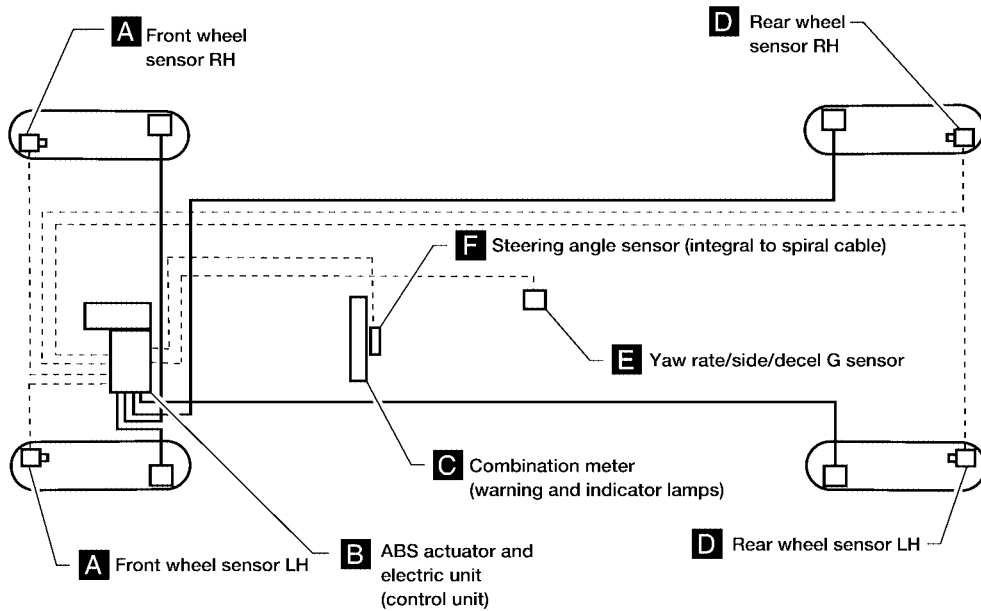 A Front wheel
sensor RH
D Rear wheel
sensor RH
F Steering angle sensor (integral to spiral cable)
E Yaw rate/side/decel G sensor
C Combination meter
(warning and indicator lamps)
A Front wheel sensor LH
B ABS actuator and
electric unit
(control unit)
D Rear wheel sensor LH